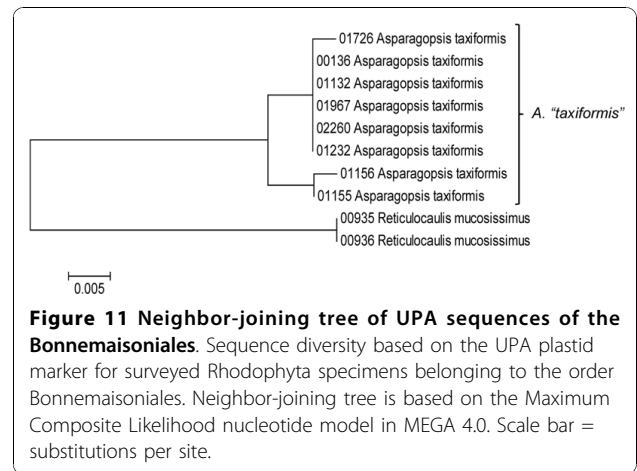 01726 Asparagopsis taxiformis
00136 Asparagopsis taxiformis
01132 Asparagopsis taxiformis
01967 Asparagopsis taxiformis
02260 Asparagopsis taxiformis
01232 Asparagopsis taxiformis
01156 Asparagopsis taxiformis
01155 Asparagopsis taxiformis
A. "taxiformis"
00935 Reticulocaulis mucosissimus
00936 Reticulocaulis mucosissimus
0.005
Figure 11 Neighbor-joining tree of UPA sequences of the
Bonnemaisoniales. Sequence diversity based on the UPA plastid
marker for surveyed Rhodophyta specimens belonging to the order
Bonnemaisoniales. Neighbor-joining tree is based on the Maximum
Composite Likelihood nucleotide model in MEGA 4.0. Scale bar =
substitutions per site.